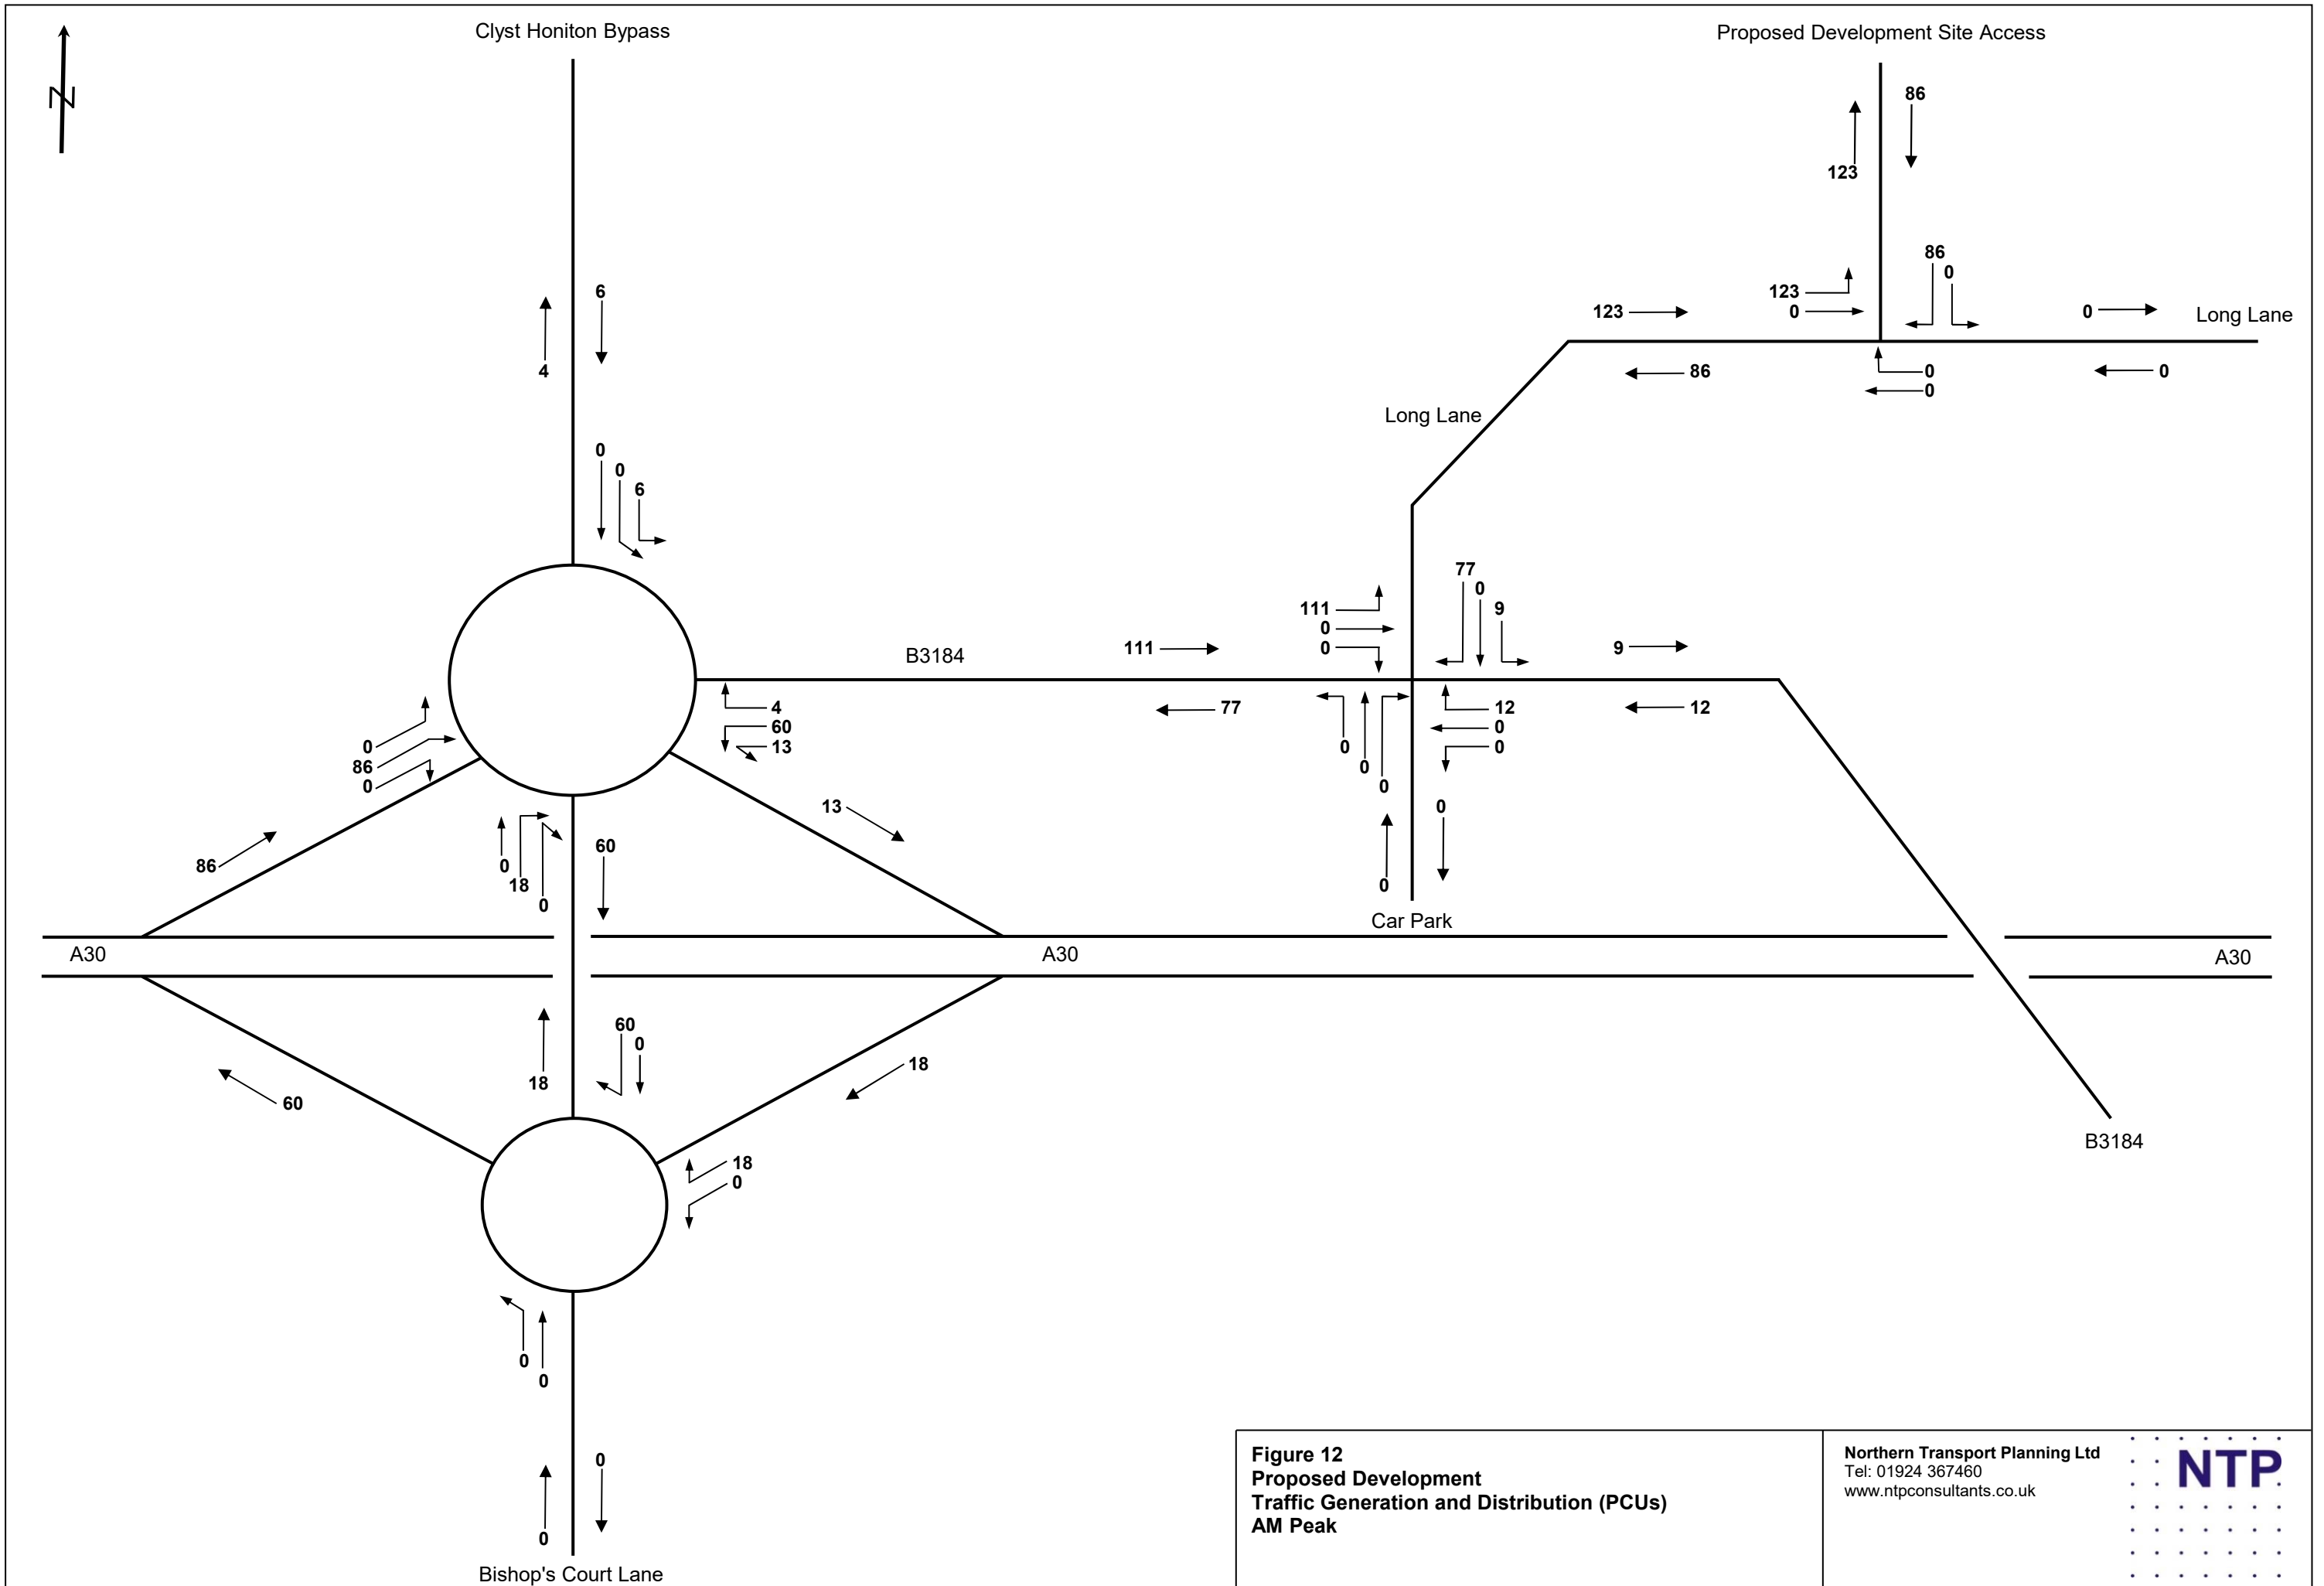 Clyst Honiton Bypass
Proposed Development Site Access
N
86
123
86
0
6
123
123
0
0
Long Lane
4
86
0
0
0
Long Lane
0
0
6
77
0
111
9
0
111
9
B3184
0
4
77
12
12
60
0
0
13
0
0
86
0
0
0
13
0
60
86
0
18
0
0
Car Park
A30
A30
A30
60
0
18
18
60
B3184
18
0
0
0
0
0
Bishop's Court Lane
Figure 12
Proposed Development
Traffic Generation and Distribution (PCUs)
AM Peak
Northern Transport Planning Ltd
Tel: 01924 367460
www.ntpconsultants.co.uk
NTP